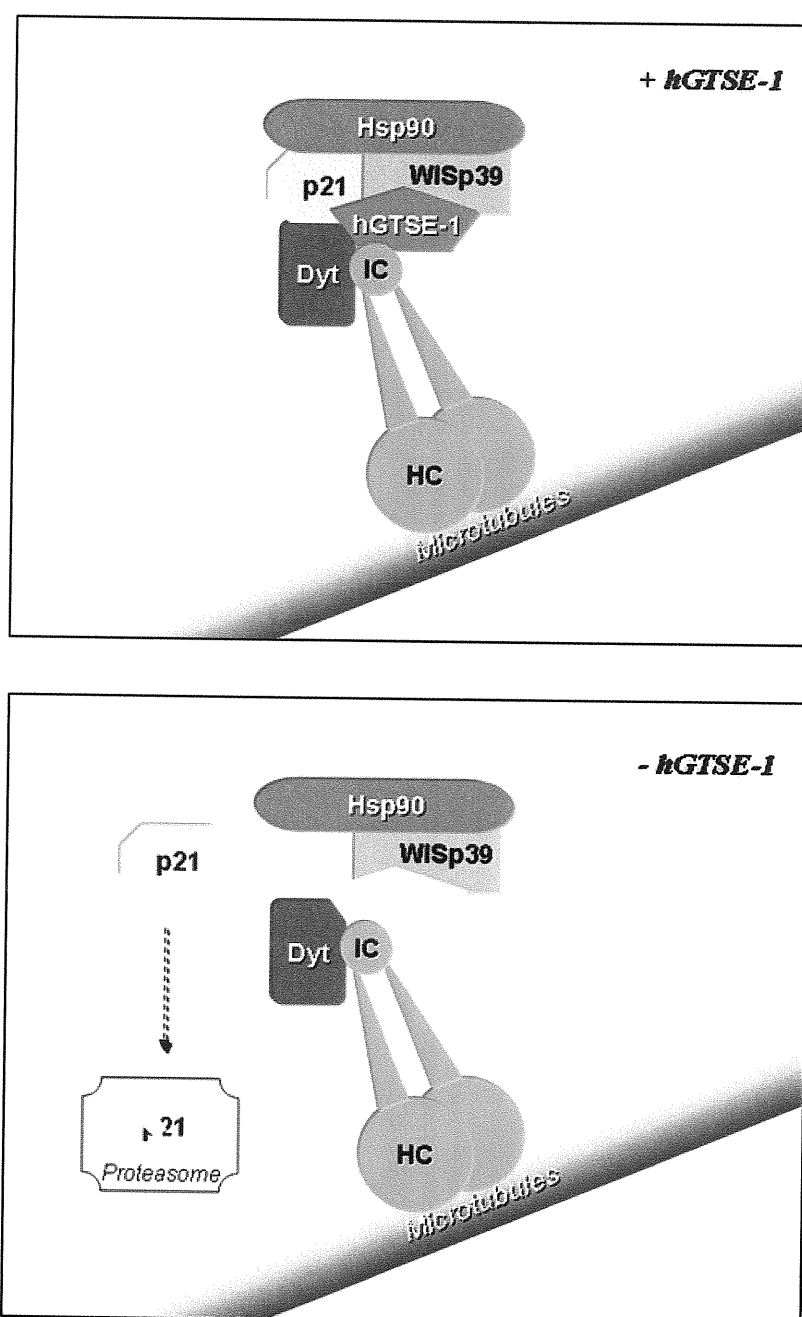 + hGTSE-1
Hsp90
p21
WISp39
hGTSE-1
Dyt
IC
HC
Microtubules
- hGTSE-1
Hsp90
p21
WISp39
Dyt
IC
21
Proteasome
HC
Microtubules